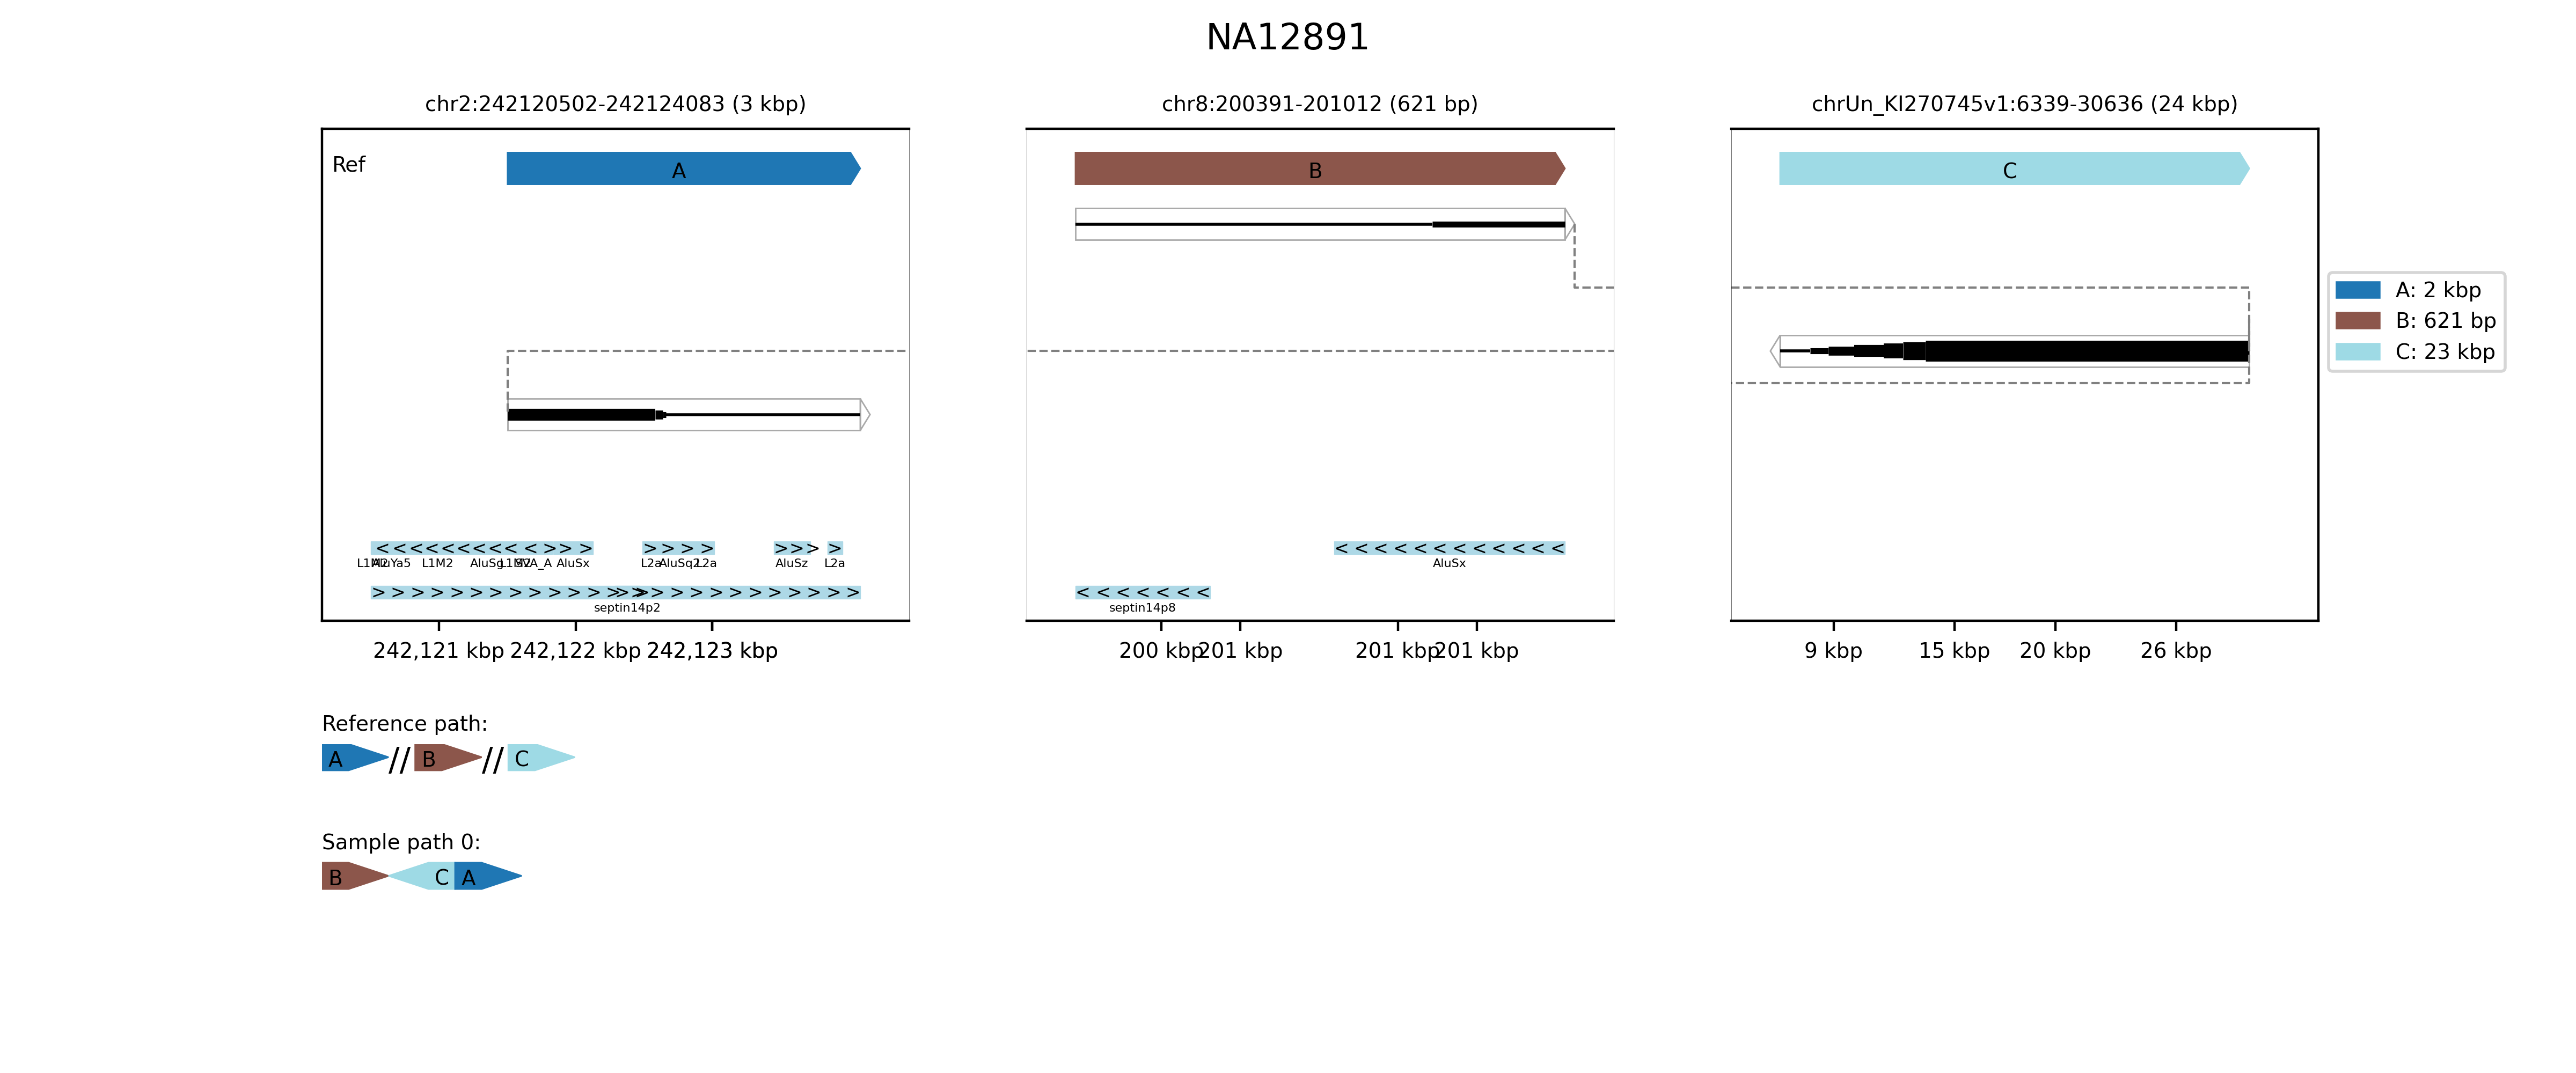 NA12891
chr2:242120502-242124083 (3 kbp)
chr8:200391-201012 (621 bp)
chrUn_KI270745v1:6339-30636 (24 kbp)
Ref
A
B
C
A: 2 kbp
B: 621 bp
C: 23 kbp
< < < < < < < < < < > > >
> > > >
> > >
>
< < < < < < < < < < < <
AluYa5 L1M2 AluSx L2a AluSq2 L2a AluSz L2a
AluSx
> > > > > > > > > > > > > > > > > > > > > > > > > >
< < < < < < <
septin14p2
septin14p8
242,121 kbp 242,122 kbp 242,123 kbp
200 kbp 201 kbp 201 kbp 201 kbp
9 kbp 15 kbp 20 kbp 26 kbp
Reference path:
A // B // C
Sample path 0:
B C A